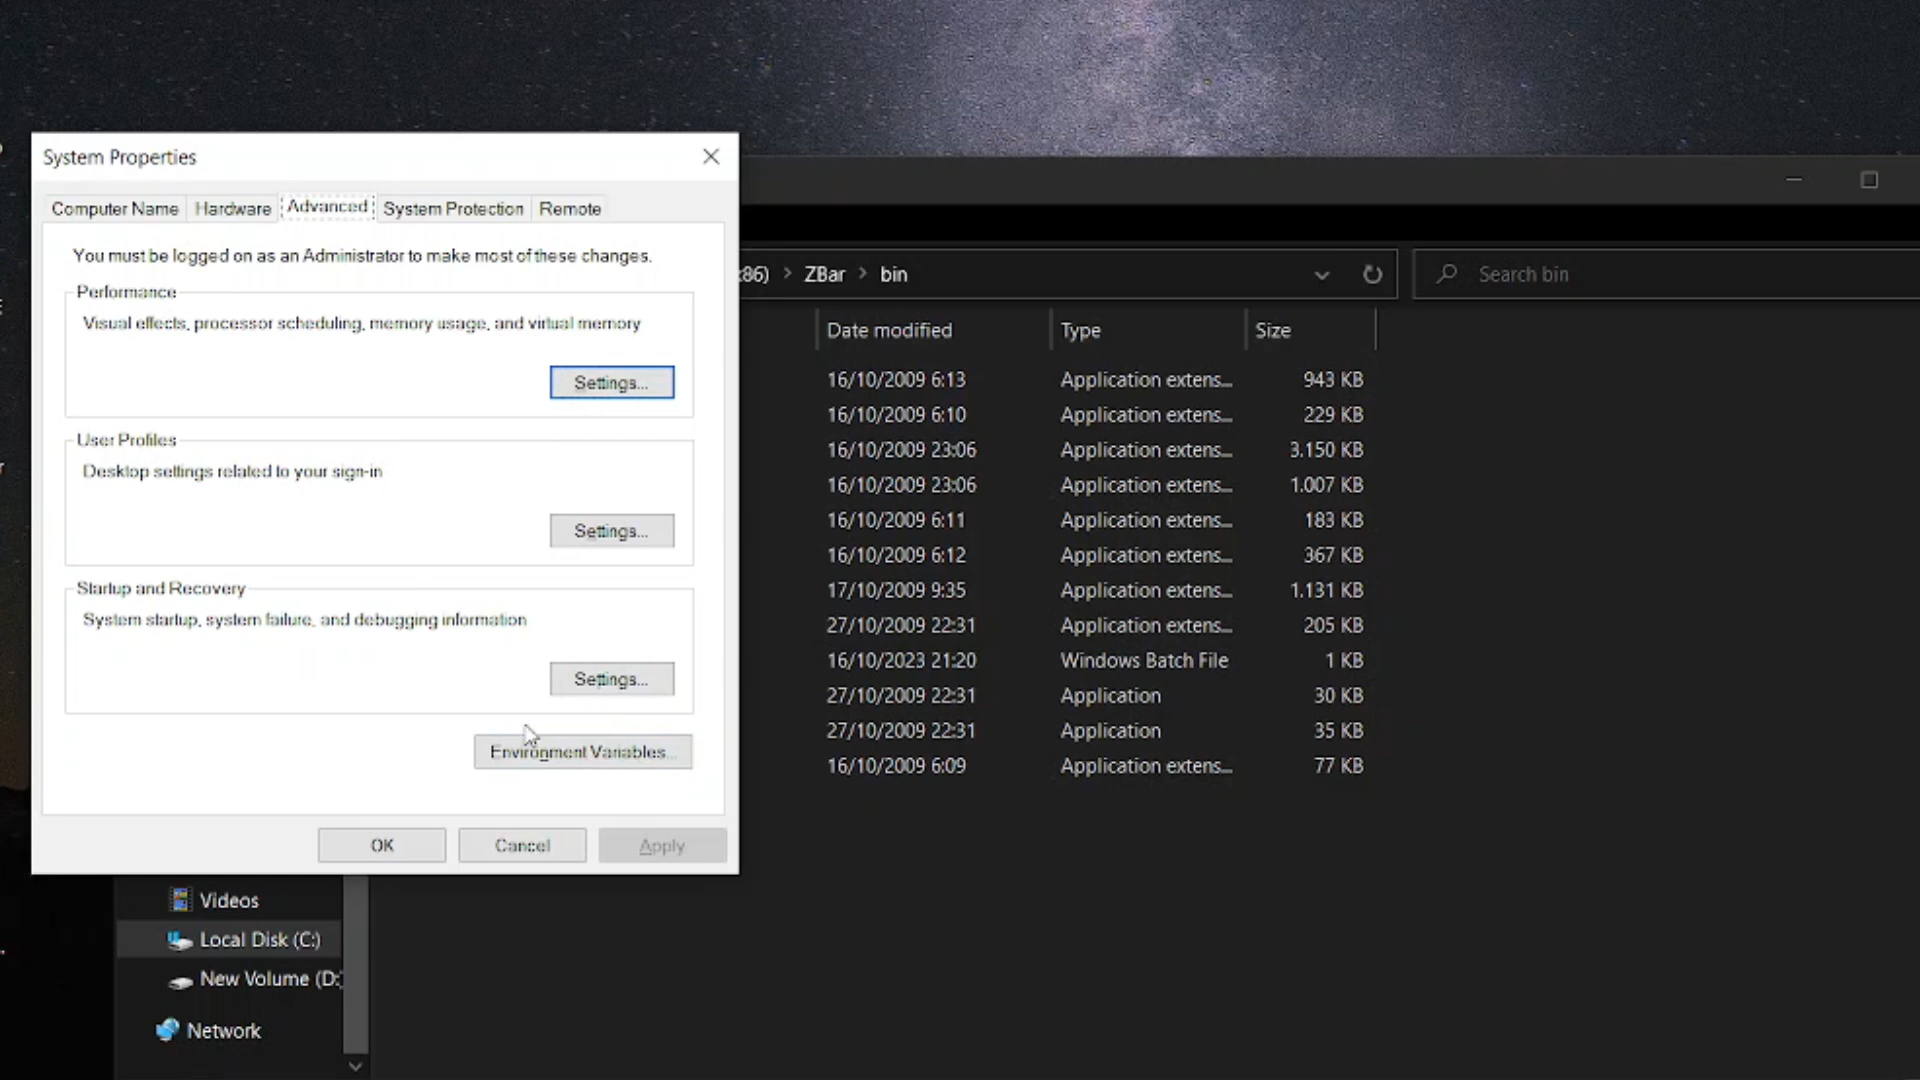 System Properties
Computer Name Hardware Advanced System Protection Remote
You must be logged on as an Administrator to make most of these changes.
Performance
Visual effects, processor scheduling, memory usage, and virtual memory
Settings...
User Profiles
Desktop settings related to your sign-in
Settings...
Startup and Recovery
System startup, system failure, and debugging information
Settings...
Environment Variables...
OK Cancel Apply
x86) > ZBar > bin
Search bin
Date modified Type Size
16/10/2009 6:13 Application extens... 943 KB
16/10/2009 6:10 Application extens... 229 KB
16/10/2009 23:06 Application extens... 3.150 KB
16/10/2009 23:06 Application extens... 1.007 KB
16/10/2009 6:11 Application extens... 183 KB
16/10/2009 6:12 Application extens... 367 KB
17/10/2009 9:35 Application extens... 1.131 KB
27/10/2009 22:31 Application extens... 205 KB
16/10/2023 21:20 Windows Batch File 1 KB
27/10/2009 22:31 Application 30 KB
27/10/2009 22:31 Application 35 KB
16/10/2009 6:09 Application extens... 77 KB
Videos
Local Disk (C:)
New Volume (D:)
Network